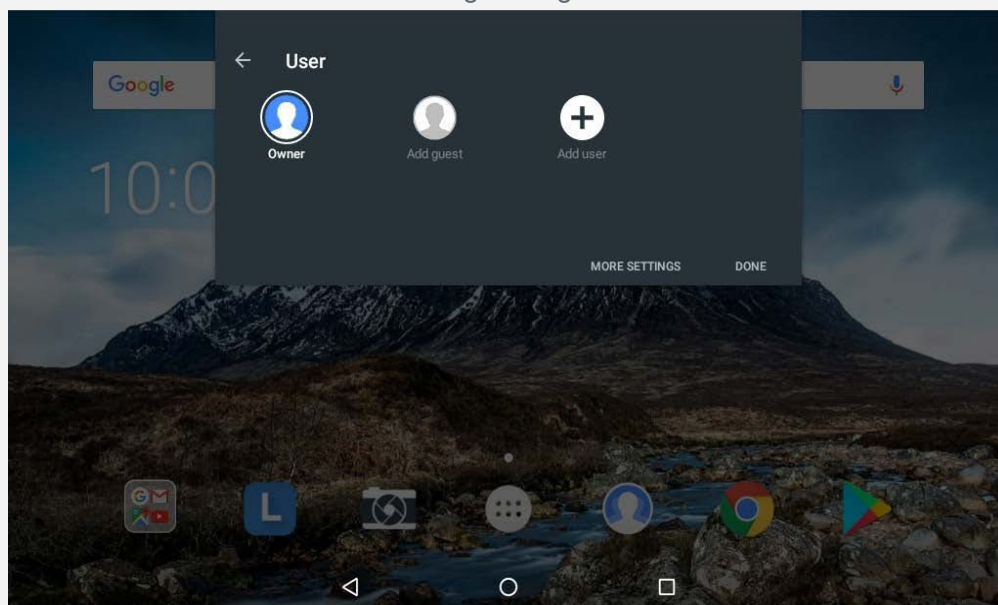 User
Google
Owner
Add guest
Add user
10:0
MORE SETTINGS
DONE
L